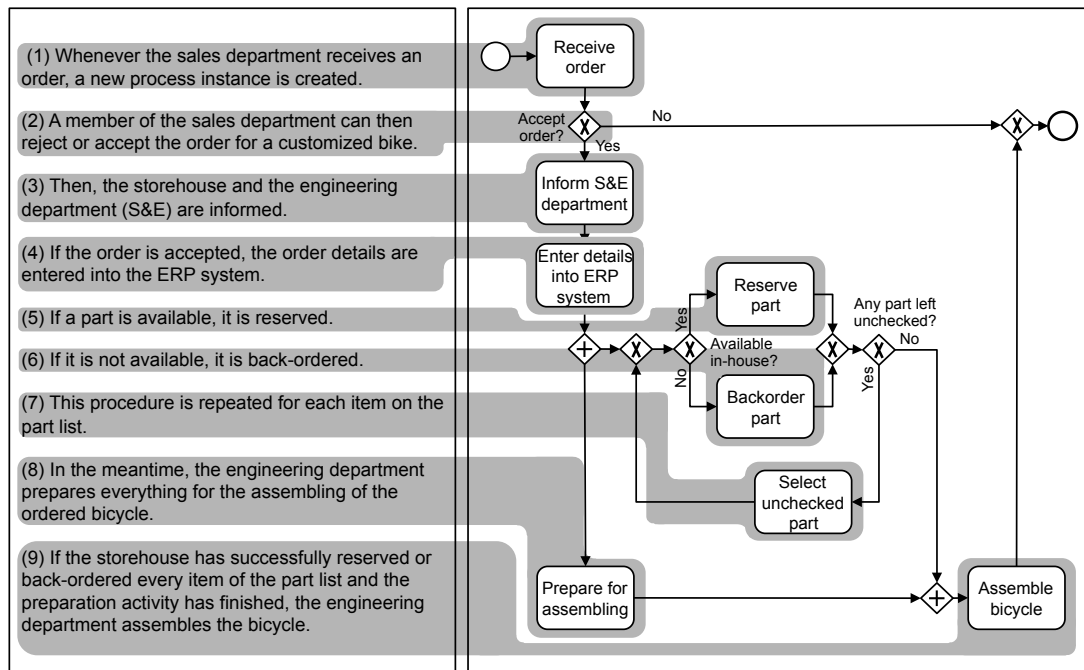 (1) Whenever the sales department receives an
order, a new process instance is created.
(2) A member of the sales department can then
reject or accept the order for a customized bike.
(3) Then, the storehouse and the engineering
department (S&E) are informed.
(4) If the order is accepted, the order details are
entered into the ERP system.
(5) If a part is available, it is reserved.
(6) If it is not available, it is back-ordered.
(7) This procedure is repeated for each item on the
part list.
(8) In the meantime, the engineering department
prepares everything for the assembling of the
ordered bicycle.
(9) If the storehouse has successfully reserved or
back-ordered every item of the part list and the
preparation activity has finished, the engineering
department assembles the bicycle.
Receive
order
Accept
order?
No
Yes
Inform S&E
department
Enter details
into ERP
system
Reserve
part
Any part left
unchecked?
Yes
Available
in-house?
No
No
Yes
Backorder
part
Select
unchecked
part
Prepare for
assembling
Assemble
bicycle